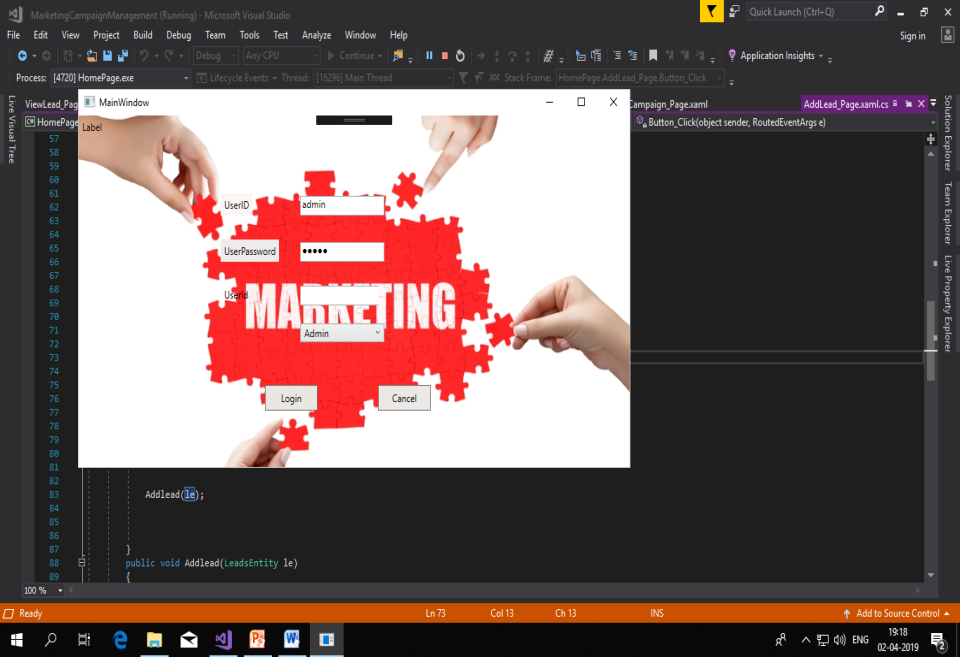 MarketingCampaignManagement (Running) - Microsoft Visual Studio
Quick Launch (Ctrl+Q)
File Edit View Project Build Debug Team Tools Test Analyze Window Help
Sign in
Debug Any CPU Continue Application Insights
Process: [4720] HomePage.exe Lifecycle Events Thread: [16296] Main Thread Stack Frame: HomePage.AddLead_Page.Button_Click
Live Visual Tree
ViewLead_Pag
Campaign_Page.xaml
AddLead_Page.xaml.cs
HomePage
Button_Click(object sender, RoutedEventArgs e)
MainWindow
Label
UserID admin
UserPassword •••••
UserId
MARKETING
Admin
Login Cancel
57
58
59
60
61
62
63
64
65
66
67
68
69
70
71
72
73
74
75
76
77
78
79
80
81
82
83 Addlead(le);
84
85
86
87 }
88 public void Addlead(LeadsEntity le)
89 {
Solution Explorer
Team Explorer
Live Property Explorer
100 %
Ready Ln 73 Col 13 Ch 13 INS Add to Source Control
ENG
19:18
02-04-2019
2